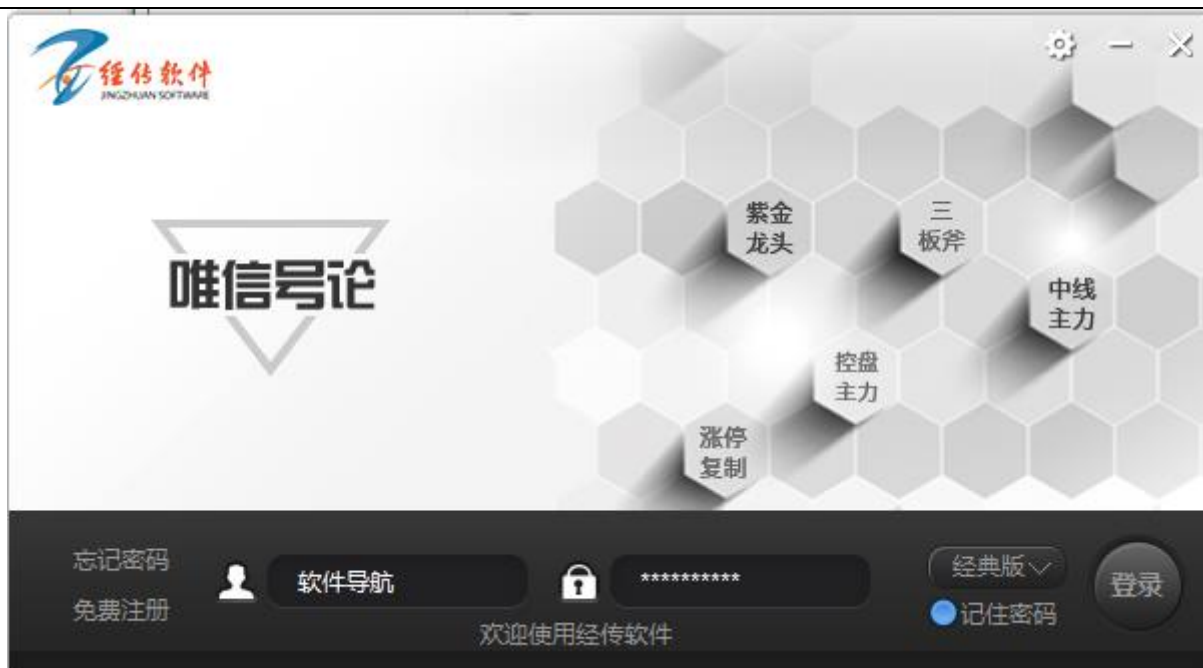 经传软件
JINGZHUAN SOFTWARE
唯信号论
紫金
龙头
三
板斧
中线
主力
控盘
主力
涨停
复制
忘记密码
免费注册
软件导航
**********
经典版
记住密码
登录
欢迎使用经传软件